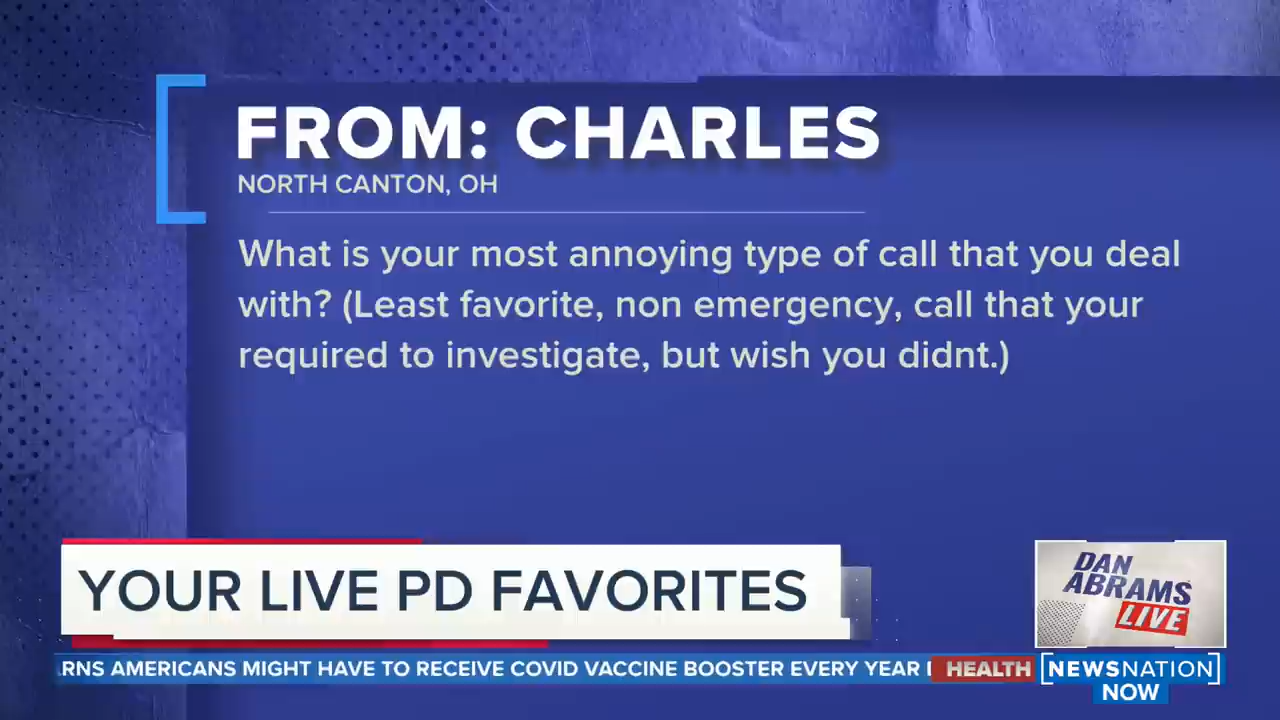 FROM: CHARLES
NORTH CANTON, OH
What is your most annoying type of call that you deal
with? (Least favorite, non emergency, call that your
required to investigate, but wish you didnt.)
YOUR LIVE PD FAVORITES
DAN
ABRAMS
LIVE
RNS AMERICANS MIGHT HAVE TO RECEIVE COVID VACCINE BOOSTER EVERY YEAR
HEALTH
NEWSNATION
NOW